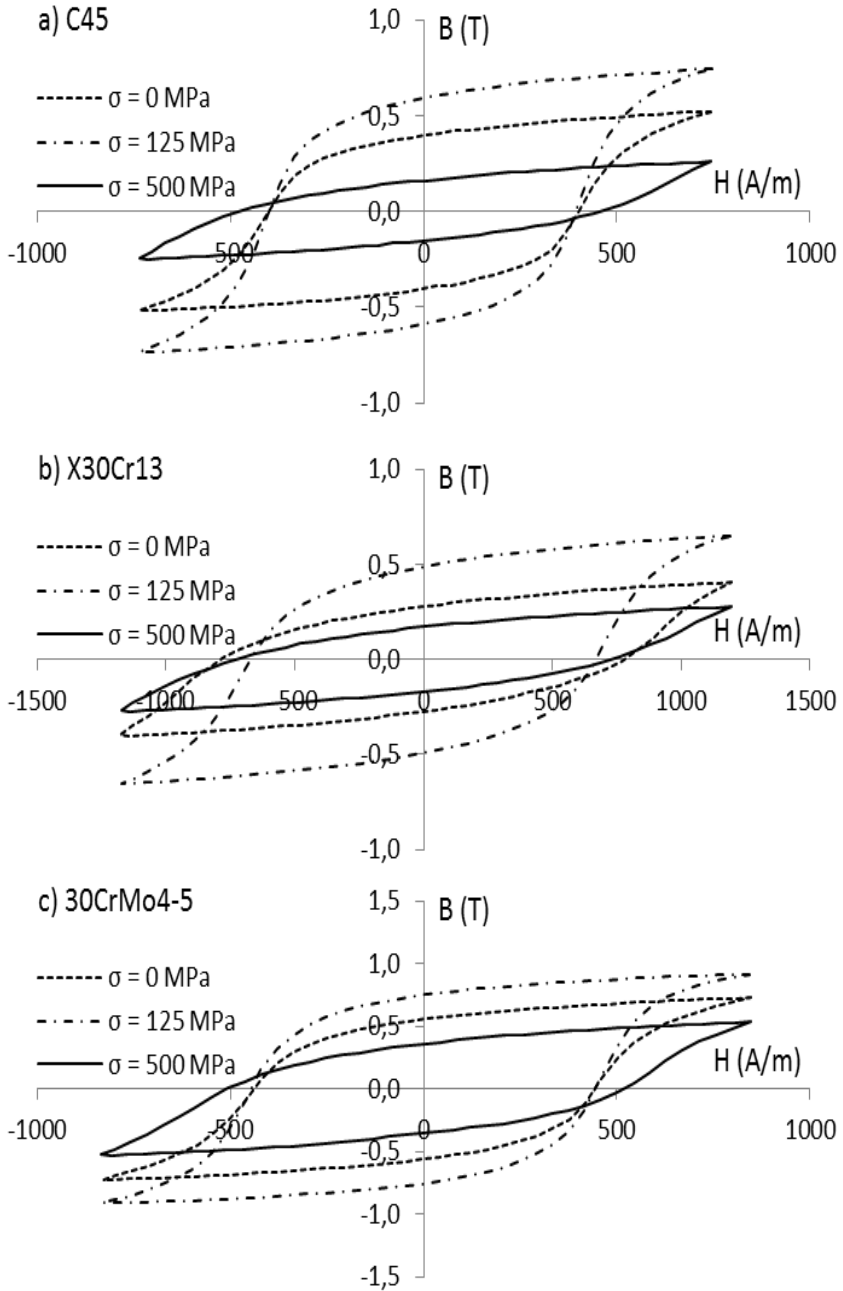 a) C45
B (T)
1,0
σ = 0 MPa
0,5
σ = 125 MPa
σ = 500 MPa
H (A/m)
0,0
-1000
-500
0
500
1000
-0,5
-1,0
b) X30Cr13
B (T)
1,0
σ = 0 MPa
0,5
σ = 125 MPa
σ = 500 MPa
H (A/m)
0,0
-1500
-1000
-500
0
500
1000
1500
-0,5
-1,0
c) 30CrMo4-5
B (T)
1,5
σ = 0 MPa
1,0
σ = 125 MPa
0,5
σ = 500 MPa
H (A/m)
0,0
-1000
-500
0
500
1000
-0,5
-1,0
-1,5